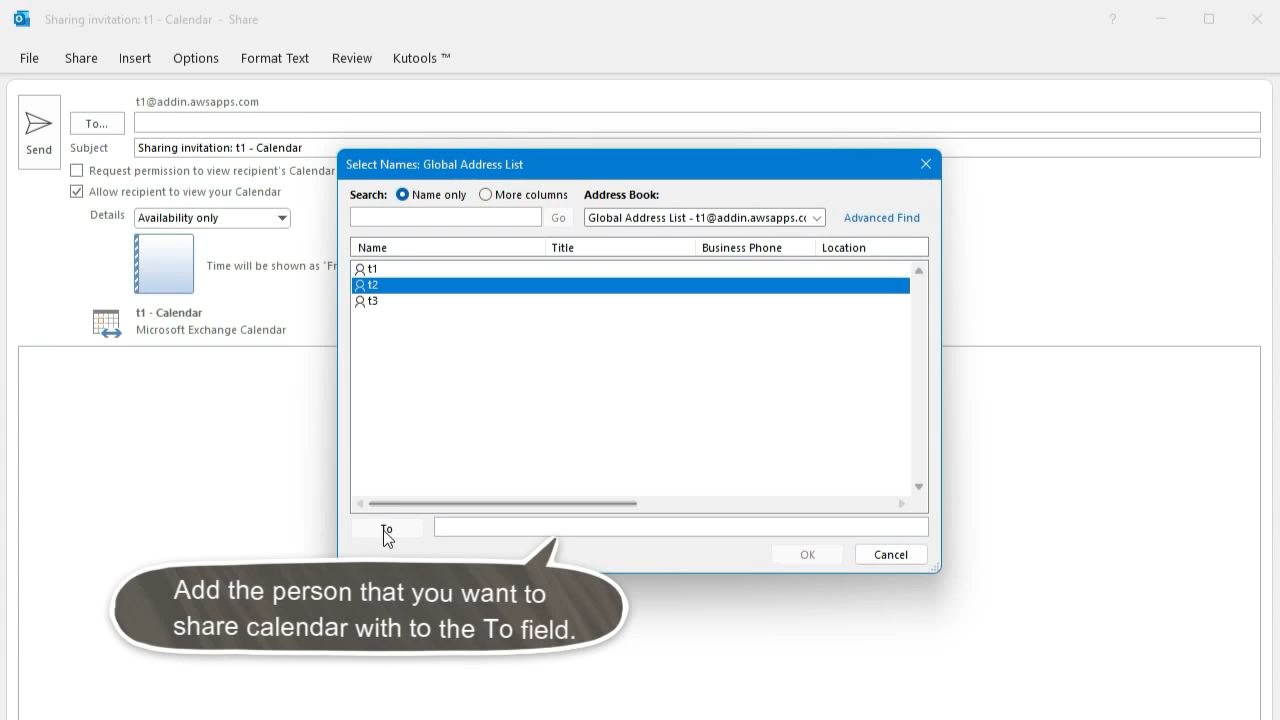 Sharing invitation: t1 - Calendar - Share
?
File Share Insert Options Format Text Review Kutools ™
t1@addin.awsapps.com
To...
Send
Subject Sharing invitation: t1 - Calendar
Request permission to view recipient's Calendar
Allow recipient to view your Calendar
Details Availability only
Time will be shown as "Fr
t1 - Calendar
Microsoft Exchange Calendar
Select Names: Global Address List
Search: Name only More columns Address Book:
Go Global Address List - t1@addin.awsapps.cc Advanced Find
Name Title Business Phone Location
t1
t2
t3
To
OK Cancel
Add the person that you want to
share calendar with to the To field.